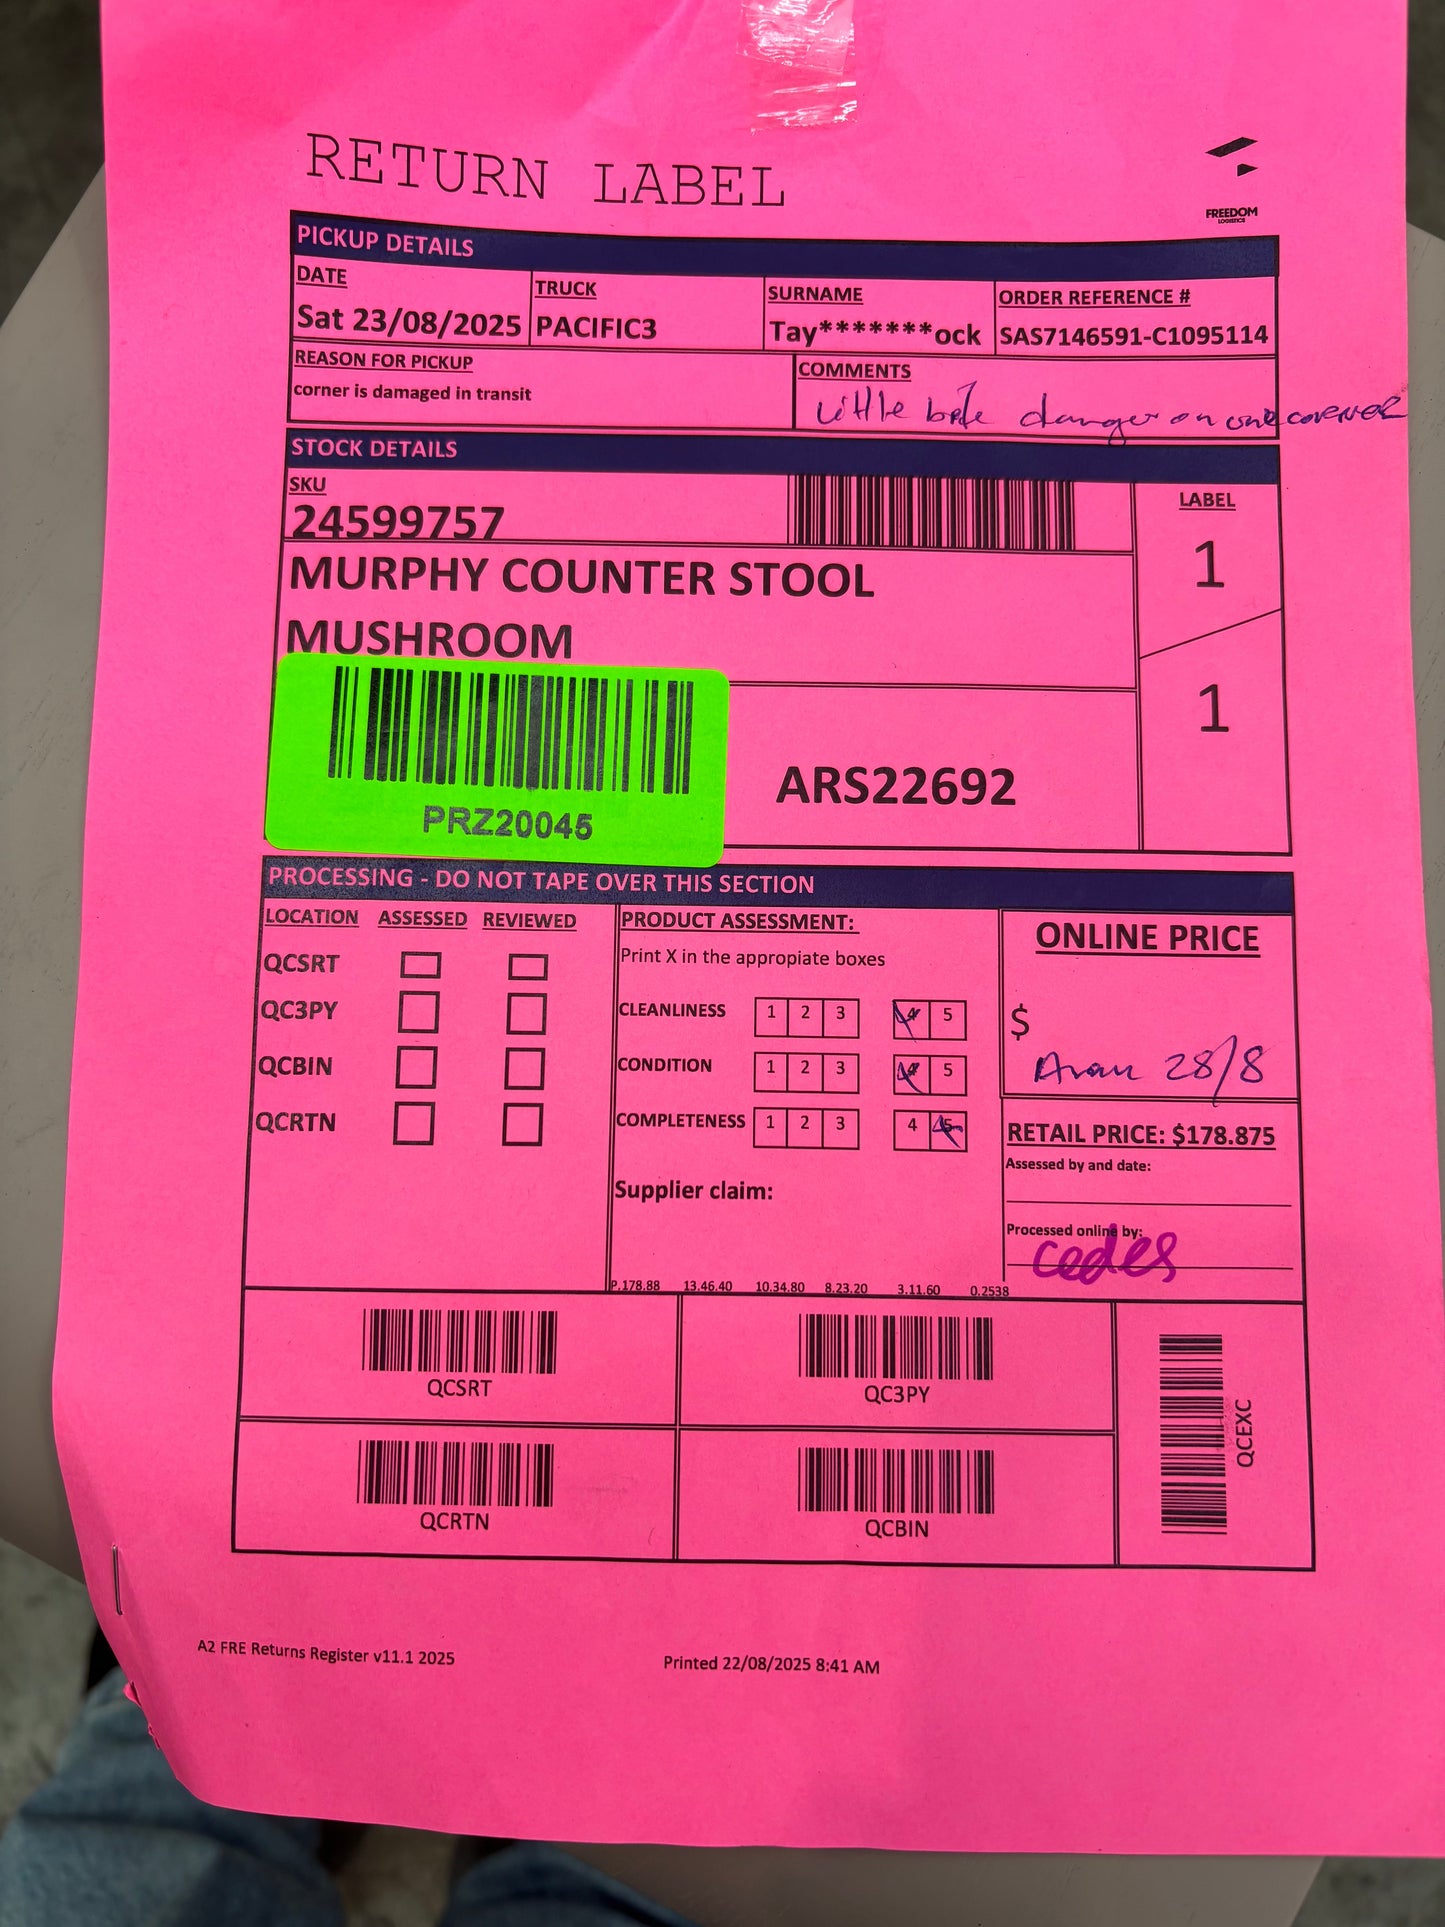 RETURN LABEL
FREEDOM
LOGISTICS
PICKUP DETAILS
DATE
Sat 23/08/2025
TRUCK
PACIFIC3
SURNAME
Tay*******ock
ORDER REFERENCE #
SAS7146591-C1095114
REASON FOR PICKUP
corner is damaged in transit
COMMENTS
Little on one corner
STOCK DETAILS
SKU
24599757
LABEL
1
1
MURPHY COUNTER STOOL
MUSHROOM
PRZ20045
ARS22692
PROCESSING - DO NOT TAPE OVER THIS SECTION
LOCATION ASSESSED REVIEWED
QCSRT
QC3PY
QCBIN
QCRTN
PRODUCT ASSESSMENT:
Print X in the appropiate boxes
CLEANLINESS 1 2 3 4 5
CONDITION 1 2 3 4 5
COMPLETENESS 1 2 3 4 5
Supplier claim:
P.178.88 13.46.40 10.34.80 8.23.20 3.11.60 0.2538
ONLINE PRICE
$
28/8
RETAIL PRICE: $178.875
Assessed by and date:
Processed online by:
cedes
QCSRT
QC3PY
QCRTN
QCBIN
QCEXC
A2 FRE Returns Register v11.1 2025
Printed 22/08/2025 8:41 AM